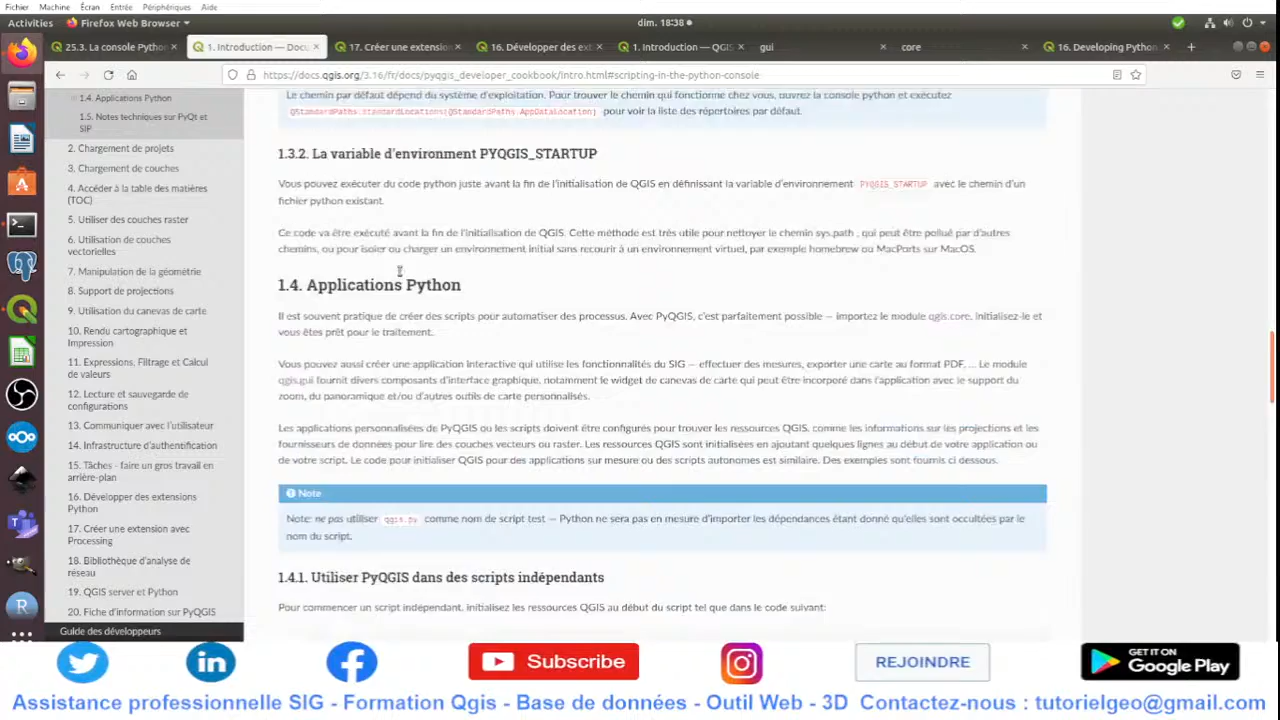 Fichier Machine Écran Entrée Périphériques Aide
Activities Firefox Web Browser dim. 18:38
25.3. La console Python 1. Introduction — Docu 17. Créer une extension 16. Développer des ext 1. Introduction — QGIS gui core 16. Developing Python
https://docs.qgis.org/3.16/fr/docs/pyqgis_developer_cookbook/intro.html#scripting-in-the-python-console
1.4. Applications Python
1.5. Notes techniques sur PyQt et
SIP
2. Chargement de projets
3. Chargement de couches
4. Accéder à la table des matières
(TOC)
5. Utiliser des couches raster
6. Utilisation de couches
vectorielles
7. Manipulation de la géométrie
8. Support de projections
9. Utilisation du canevas de carte
10. Rendu cartographique et
Impression
11. Expressions, Filtrage et Calcul
de valeurs
12. Lecture et sauvegarde de
configurations
13. Communiquer avec l'utilisateur
14. Infrastructure d'authentification
15. Tâches - faire un gros travail en
arrière-plan
16. Développer des extensions
Python
17. Créer une extension avec
Processing
18. Bibliothèque d'analyse de
réseau
19. QGIS server et Python
20. Fiche d'information sur PyQGIS
Guide des développeurs
Le chemin par défaut dépend du système d'exploitation. Pour trouver le chemin qui fonctionne chez vous, ouvrez la console python et exécutez
QStandardPaths.standardLocations(QStandardPaths.AppDataLocation) pour voir la liste des répertoires par défaut.
1.3.2. La variable d'environment PYQGIS_STARTUP
Vous pouvez exécuter du code python juste avant la fin de l'initialisation de QGIS en définissant la variable d'environnement PYQGIS_STARTUP avec le chemin d'un
fichier python existant.
Ce code va être exécuté avant la fin de l'initialisation de QGIS. Cette méthode est très utile pour nettoyer le chemin sys.path , qui peut être pollué par d'autres
chemins, ou pour isoler ou charger un environnement initial sans recourir à un environnement virtuel, par exemple homebrew ou MacPorts sur MacOS.
1.4. Applications Python
Il est souvent pratique de créer des scripts pour automatiser des processus. Avec PyQGIS, c'est parfaitement possible — importez le module qgis.core, initialisez-le et
vous êtes prêt pour le traitement.
Vous pouvez aussi créer une application interactive qui utilise les fonctionnalités du SIG — effectuer des mesures, exporter une carte au format PDF, ... Le module
qgis.gui fournit divers composants d'interface graphique, notamment le widget de canevas de carte qui peut être incorporé dans l'application avec le support du
zoom, du panoramique et/ou d'autres outils de carte personnalisés.
Les applications personnalisées de PyQGIS ou les scripts doivent être configurés pour trouver les ressources QGIS, comme les informations sur les projections et les
fournisseurs de données pour lire des couches vecteurs ou raster. Les ressources QGIS sont initialisées en ajoutant quelques lignes au début de votre application ou
de votre script. Le code pour initialiser QGIS pour des applications sur mesure ou des scripts autonomes est similaire. Des exemples sont fournis ci dessous.
Note
Note: ne pas utiliser qgis.py comme nom de script test — Python ne sera pas en mesure d'importer les dépendances étant donné qu'elles sont occultées par le
nom du script.
1.4.1. Utiliser PyQGIS dans des scripts indépendants
Pour commencer un script indépendant, initialisez les ressources QGIS au début du script tel que dans le code suivant:
Subscribe
REJOINDRE
GET IT ON
Google Play
Assistance professionnelle SIG - Formation Qgis - Base de données - Outil Web - 3D Contactez-nous : tutorielgeo@gmail.com